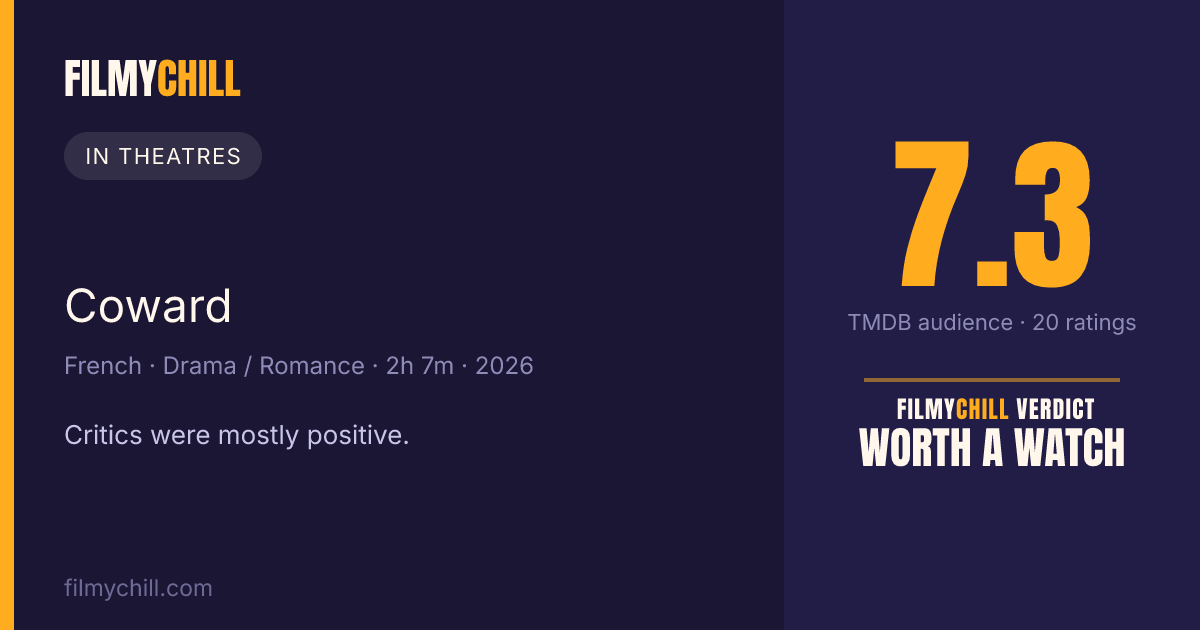 FILMYCHILL
IN THEATRES
Coward
French · Drama / Romance · 2h 7m · 2026
Critics were mostly positive.
filmychill.com
7.3
TMDB audience · 20 ratings
FILMYCHILL VERDICT
WORTH A WATCH